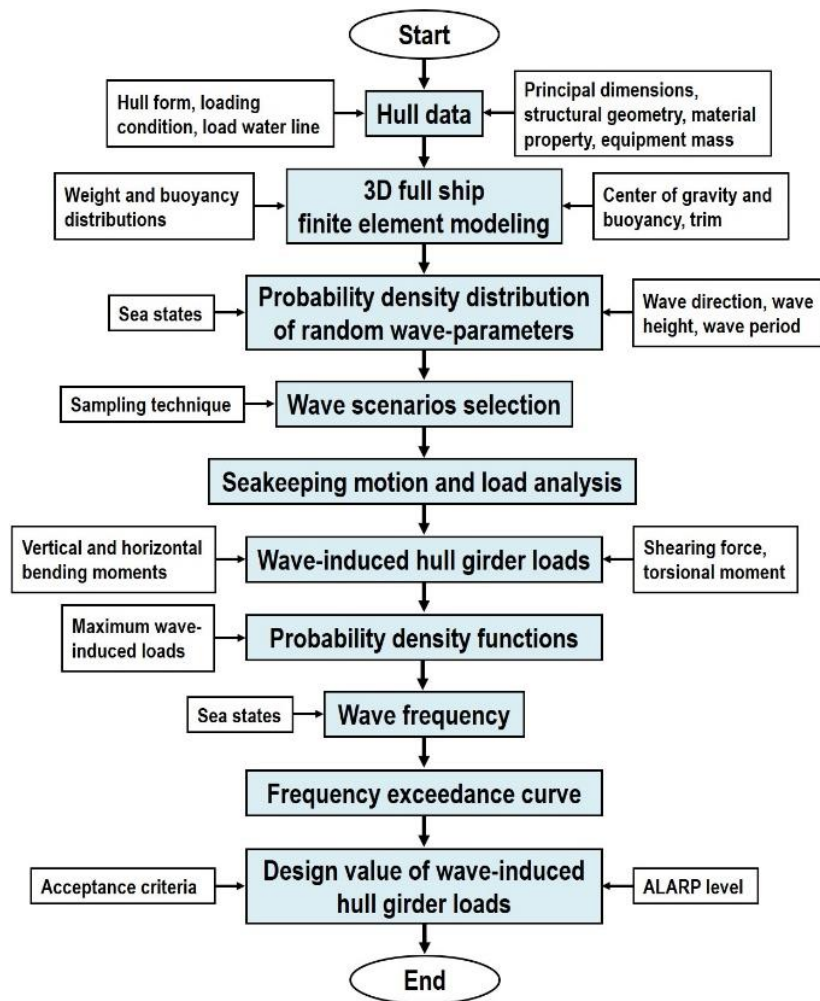 Start
Hull form, loading
condition, load water line
Hull data
Principal dimensions,
structural geometry, material
property, equipment mass
Weight and buoyancy
distributions
3D full ship
finite element modeling
Center of gravity and
buoyancy, trim
Sea states
Probability density distribution
of random wave-parameters
Wave direction, wave
height, wave period
Sampling technique
Wave scenarios selection
Seakeeping motion and load analysis
Vertical and horizontal
bending moments
Wave-induced hull girder loads
Shearing force,
torsional moment
Maximum wave-
induced loads
Probability density functions
Sea states
Wave frequency
Frequency exceedance curve
Acceptance criteria
Design value of wave-induced
hull girder loads
ALARP level
End